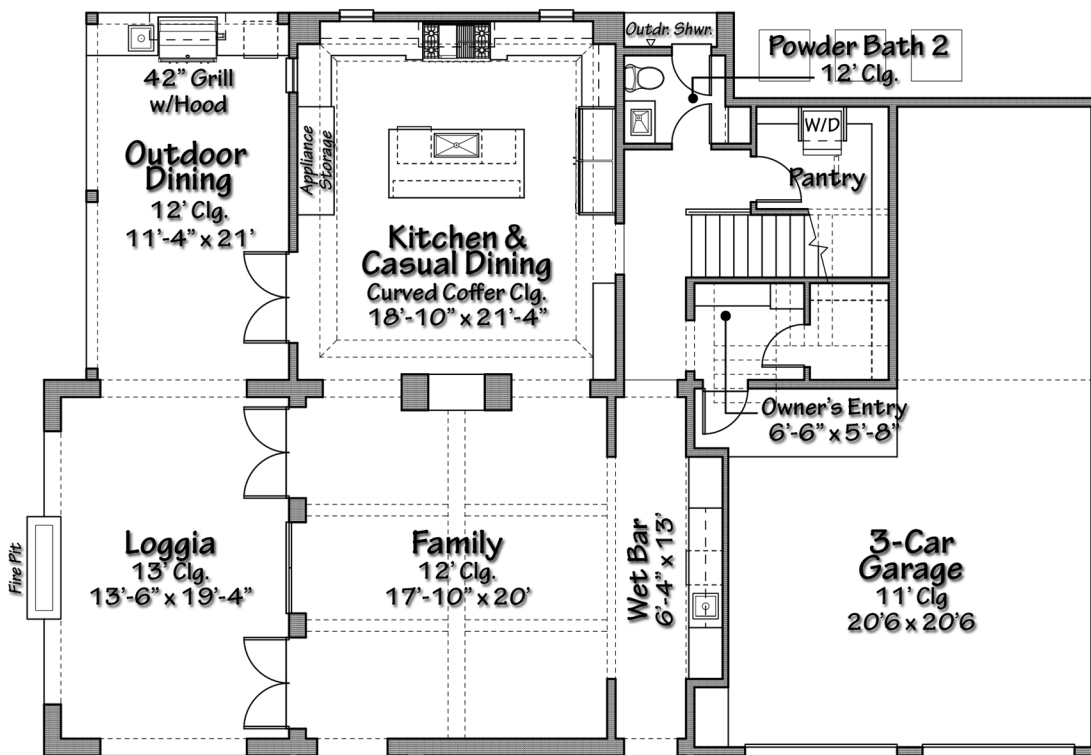 Outdr. Shwr.
Powder Bath 2
12' Clg.
42" Grill
w/Hood
W/D
Outdoor
Dining
12' Clg.
11'-4" x 21'
Appliance
Storage
Pantry
Kitchen &
Casual Dining
Curved Coffer Clg.
18'-10" x 21'-4"
Owner's Entry
6'-6" x 5'-8"
Fire Pit
Loggia
13' Clg.
13'-6" x 19'-4"
Family
12' Clg.
17'-10" x 20'
Wet Bar
6'-4" x 13'
3-Car
Garage
11' Clg
20'6 x 20'6